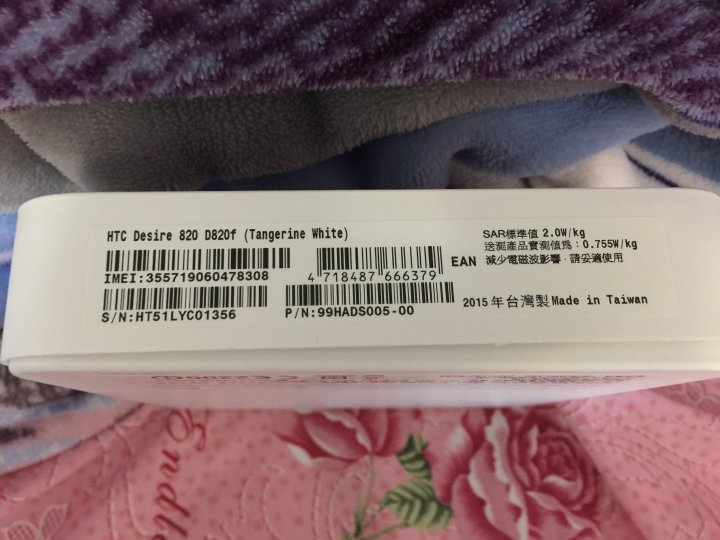 HTC Desire 820 D820f (Tangerine White)
IMEI:355719060478308
4 718487 666379
EAN
S/N:HT51LYC01356
P/N:99HADS005-00
SAR標準值 2.0W/kg
送測產品實測值為：0.755W/kg
減少電磁波影響．請妥適使用
2015年台灣製Made in Taiwan
Endl